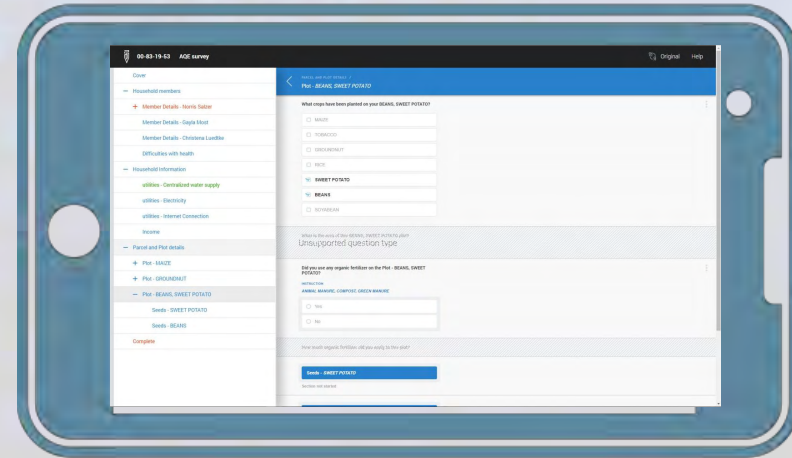 00-83-19-53 AQE survey
Original Help
Cover
Household members
Member Details - Norris Salzer
Member Details - Gayla Most
Member Details - Christena Luedtke
Difficulties with health
Household Information
utilities - Centralized water supply
utilities - Electricity
utilities - Internet Connection
Income
Parcel and Plot details
Plot - MAIZE
Plot - GROUNDNUT
Plot - BEANS, SWEET POTATO
Seeds - SWEET POTATO
Seeds - BEANS
Complete
PARCEL AND PLOT DETAILS /
Plot - BEANS, SWEET POTATO
What crops have been planted on your BEANS, SWEET POTATO?
MAIZE
TOBACCO
GROUNDNUT
RICE
SWEET POTATO
BEANS
SOYABEAN
What is the area of this BEANS, SWEET POTATO plot?
Unsupported question type
Did you use any organic fertilizer on the Plot - BEANS, SWEET
POTATO?
INSTRUCTION
ANIMAL MANURE, COMPOST, GREEN MANURE
Yes
No
How much organic fertilizer did you apply to this plot?
Seeds - SWEET POTATO
Section not started